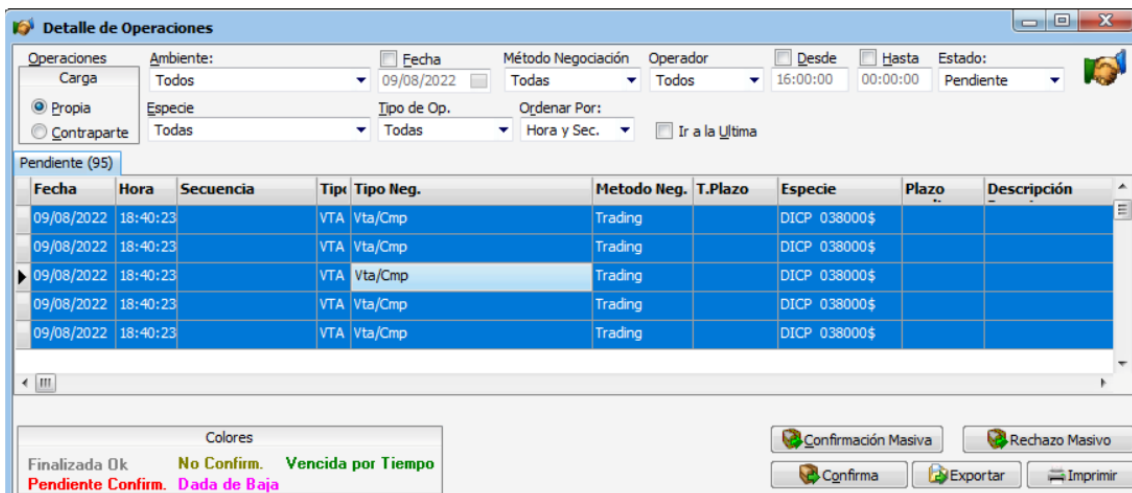 Detalle de Operaciones
Operaciones Ambiente: Fecha Método Negociación Operador Desde Hasta Estado:
Carga Todos 09/08/2022 Todas Todos 16:00:00 00:00:00 Pendiente
Propia Especie Tipo de Op. Ordenar Por:
Contraparte Todas Todas Hora y Sec. Ir a la Ultima
Pendiente (95)
Fecha Hora Secuencia Tipo Neg. Metodo Neg. T.Plazo Especie Plazo Descripción
09/08/2022 18:40:23 VTA Vta/Cmp Trading DICP 038000$
09/08/2022 18:40:23 VTA Vta/Cmp Trading DICP 038000$
09/08/2022 18:40:23 VTA Vta/Cmp Trading DICP 038000$
09/08/2022 18:40:23 VTA Vta/Cmp Trading DICP 038000$
09/08/2022 18:40:23 VTA Vta/Cmp Trading DICP 038000$
Colores Confirmación Masiva Rechazo Masivo
Finalizada Ok No Confirm. Vencida por Tiempo
Pendiente Confirm. Dada de Baja Confirma Exportar Imprimir